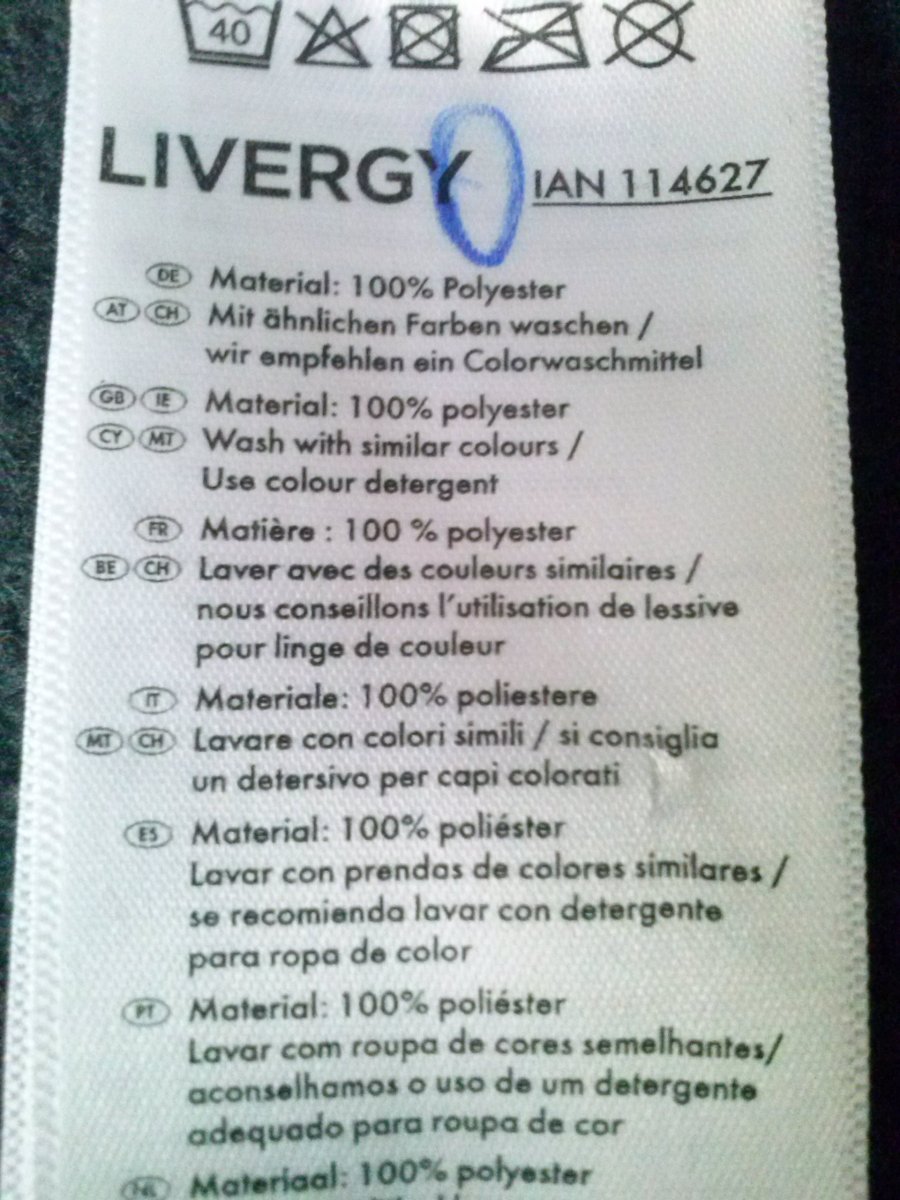 40
LIVERGY IAN 114627
DE Material: 100% Polyester
AT CH Mit ähnlichen Farben waschen /
wir empfehlen ein Colorwaschmittel
GB IE Material: 100% polyester
CY MT Wash with similar colours /
Use colour detergent
FR Matière : 100 % polyester
BE CH Laver avec des couleurs similaires /
nous conseillons l'utilisation de lessive
pour linge de couleur
IT Materiale: 100% poliestere
MT CH Lavare con colori simili / si consiglia
un detersivo per capi colorati
ES Material: 100% poliéster
Lavar con prendas de colores similares /
se recomienda lavar con detergente
para ropa de color
PT Material: 100% poliéster
Lavar com roupa de cores semelhantes/
aconselhamos o uso de um detergente
adequado para roupa de cor
NL Materiaal: 100% polyester